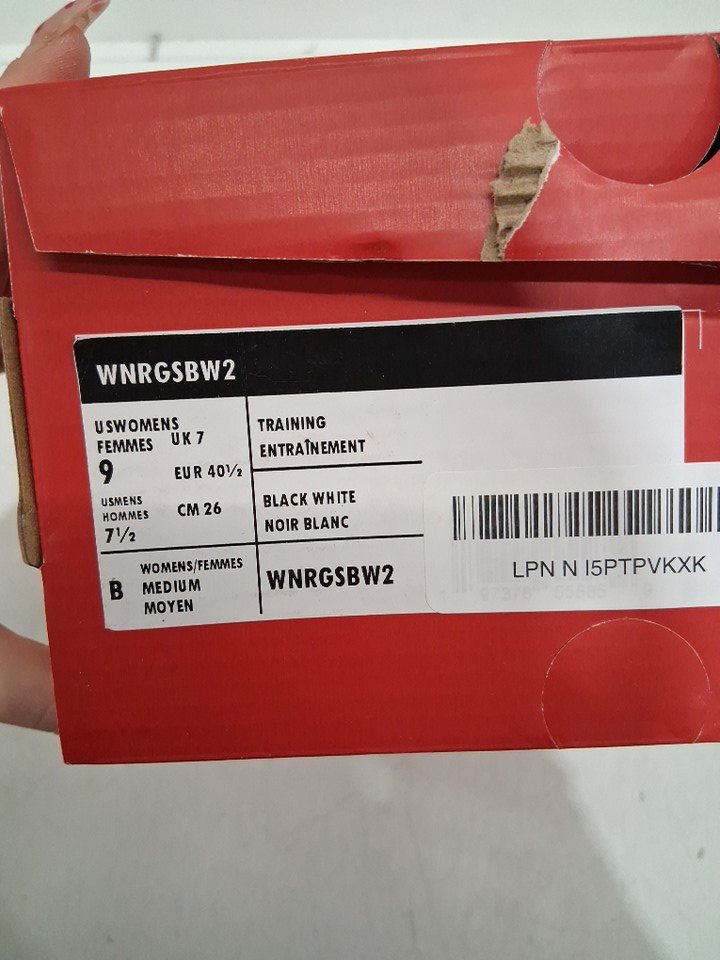 WNRGSBW2
USWOMENS
FEMMES UK 7
9 EUR 40½
USMENS
HOMMES CM 26
7½
B WOMENS/FEMMES
MEDIUM
MOYEN
TRAINING
ENTRAÎNEMENT
BLACK WHITE
NOIR BLANC
WNRGSBW2
LPN N I5PTPVKXK